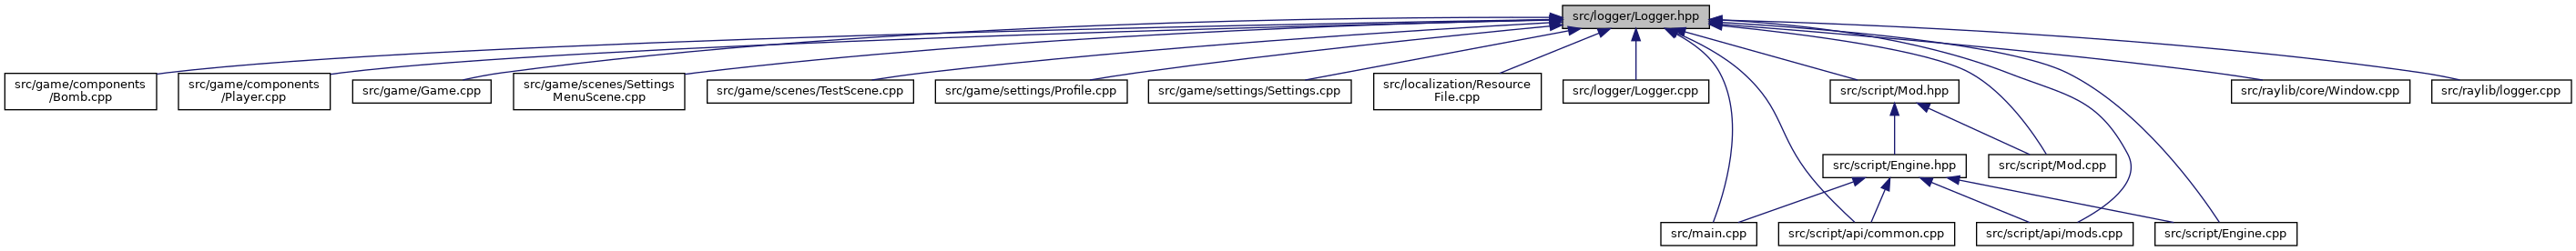 src/logger/Logger.hpp
src/game/components
/Bomb.cpp
src/game/components
/Player.cpp
src/game/Game.cpp
src/game/scenes/Settings
MenuScene.cpp
src/game/scenes/TestScene.cpp
src/game/settings/Profile.cpp
src/game/settings/Settings.cpp
src/localization/Resource
File.cpp
src/logger/Logger.cpp
src/script/Mod.hpp
src/raylib/core/Window.cpp
src/raylib/logger.cpp
src/script/Engine.hpp
src/script/Mod.cpp
src/main.cpp
src/script/api/common.cpp
src/script/api/mods.cpp
src/script/Engine.cpp